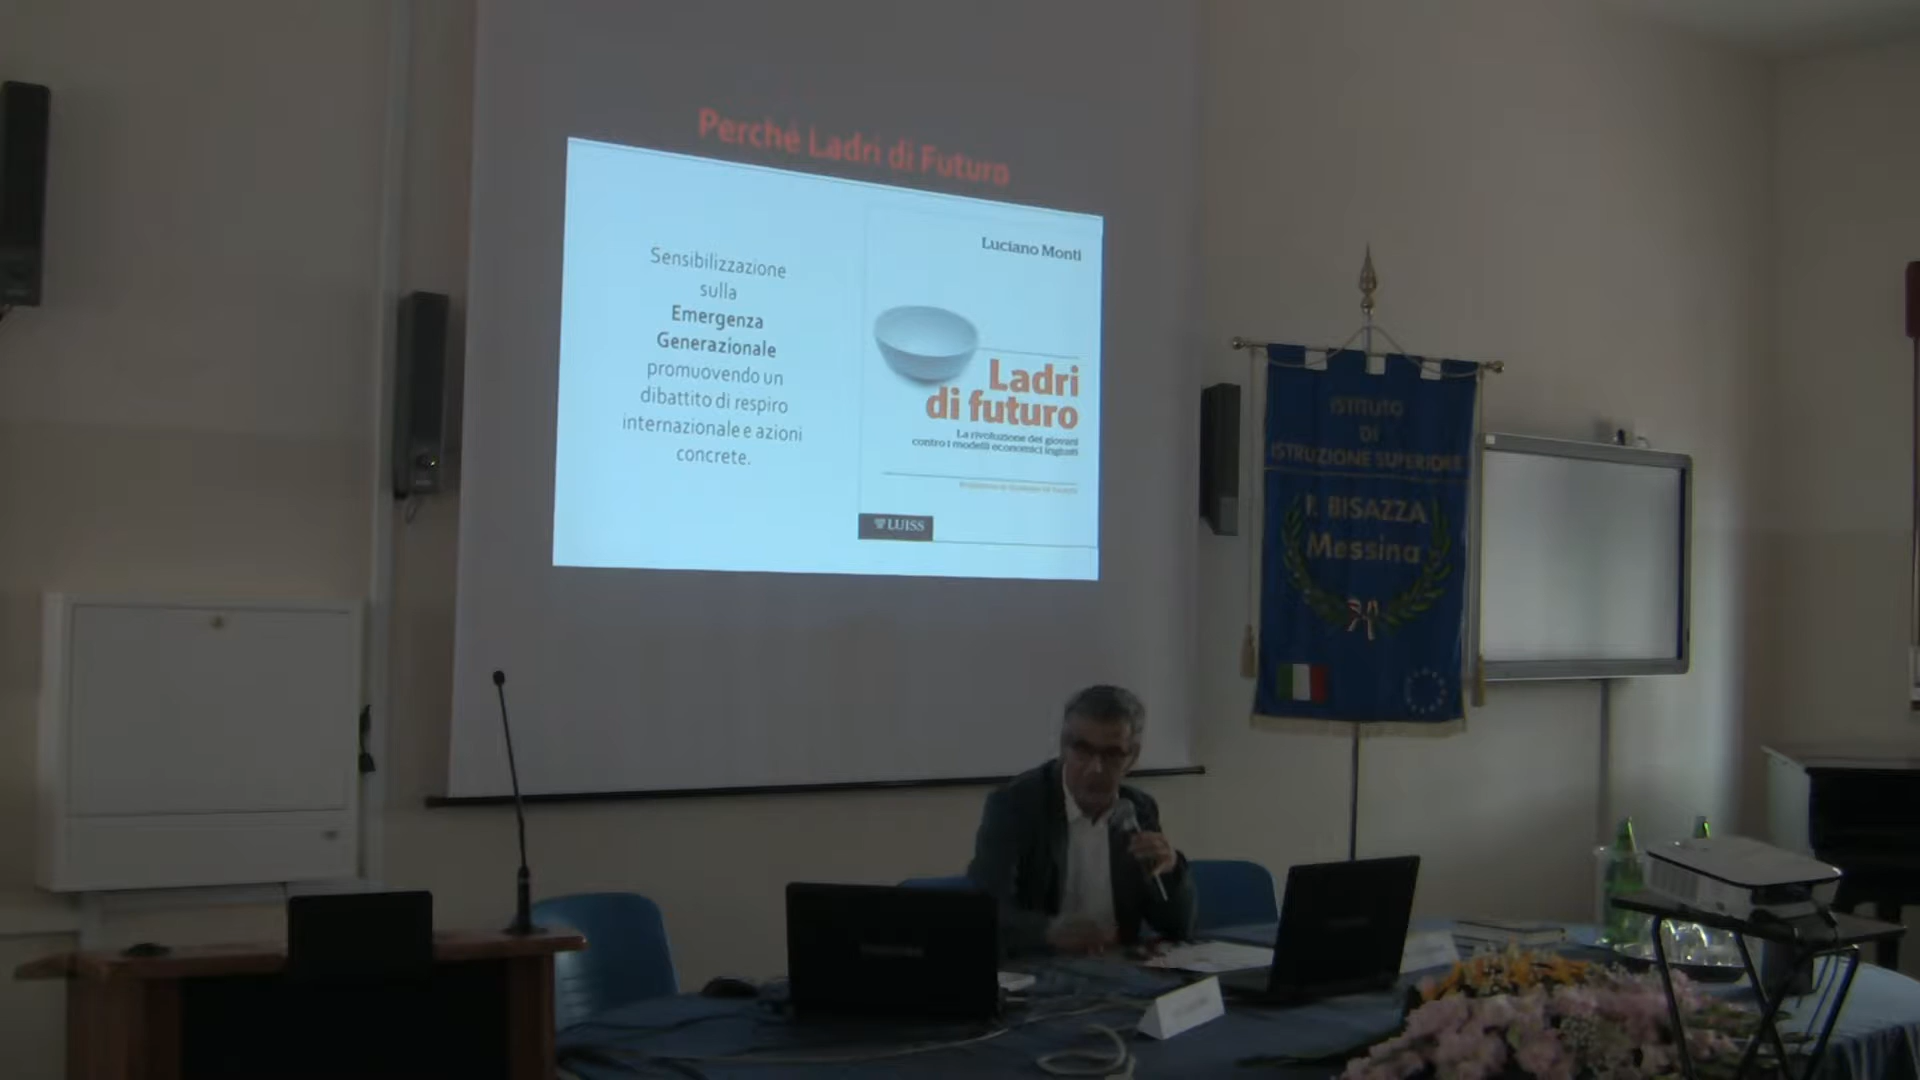 Perchè Ladri di Futuro
Sensibilizzazione
sulla
Emergenza
Generazionale
promuovendo un
dibattito di respiro
internazionale e azioni
concrete.
Luciano Monti
Ladri
di futuro
La rivoluzione dei giovani
contro i modelli economici ingiusti
LUISS
ISTITUTO
DI
ISTRUZIONE SUPERIORE
F. BISAZZA
Messina